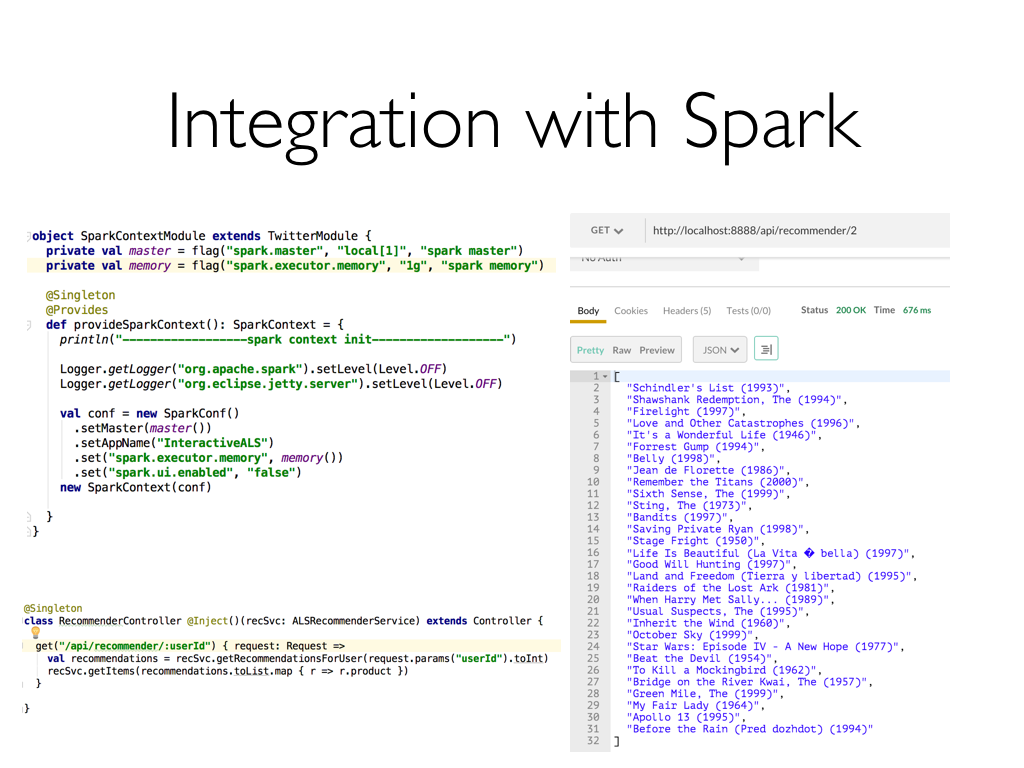 Integration with Spark
object SparkContextModule extends TwitterModule {
private val master = flag("spark.master", "local[1]", "spark master")
private val memory = flag("spark.executor.memory", "1g", "spark memory")
@Singleton
@Provides
def provideSparkContext(): SparkContext = {
println("-------------------spark context init--------------------")
Logger.getLogger("org.apache.spark").setLevel(Level.OFF)
Logger.getLogger("org.eclipse.jetty.server").setLevel(Level.OFF)
val conf = new SparkConf()
.setMaster(master())
.setAppName("InteractiveALS")
.set("spark.executor.memory", memory())
.set("spark.ui.enabled", "false")
new SparkContext(conf)
}
}
@Singleton
class RecommenderController @Inject()(recSvc: ALSRecommenderService) extends Controller {
get("/api/recommender/:userId") { request: Request =>
val recommendations = recSvc.getRecommendationsForUser(request.params("userId").toInt)
recSvc.getItems(recommendations.toList.map { r => r.product })
}
}
GET http://localhost:8888/api/recommender/2
No Auth
Body Cookies Headers (5) Tests (0/0) Status 200 OK Time 676 ms
Pretty Raw Preview JSON
1 [
2 "Schindler's List (1993)",
3 "Shawshank Redemption, The (1994)",
4 "Firelight (1997)",
5 "Love and Other Catastrophes (1996)",
6 "It's a Wonderful Life (1946)",
7 "Forrest Gump (1994)",
8 "Belly (1998)",
9 "Jean de Florette (1986)",
10 "Remember the Titans (2000)",
11 "Sixth Sense, The (1999)",
12 "Sting, The (1973)",
13 "Bandits (1997)",
14 "Saving Private Ryan (1998)",
15 "Stage Fright (1950)",
16 "Life Is Beautiful (La Vita � bella) (1997)",
17 "Good Will Hunting (1997)",
18 "Land and Freedom (Tierra y libertad) (1995)",
19 "Raiders of the Lost Ark (1981)",
20 "When Harry Met Sally... (1989)",
21 "Usual Suspects, The (1995)",
22 "Inherit the Wind (1960)",
23 "October Sky (1999)",
24 "Star Wars: Episode IV - A New Hope (1977)",
25 "Beat the Devil (1954)",
26 "To Kill a Mockingbird (1962)",
27 "Bridge on the River Kwai, The (1957)",
28 "Green Mile, The (1999)",
29 "My Fair Lady (1964)",
30 "Apollo 13 (1995)",
31 "Before the Rain (Pred dozhdot) (1994)"
32 ]